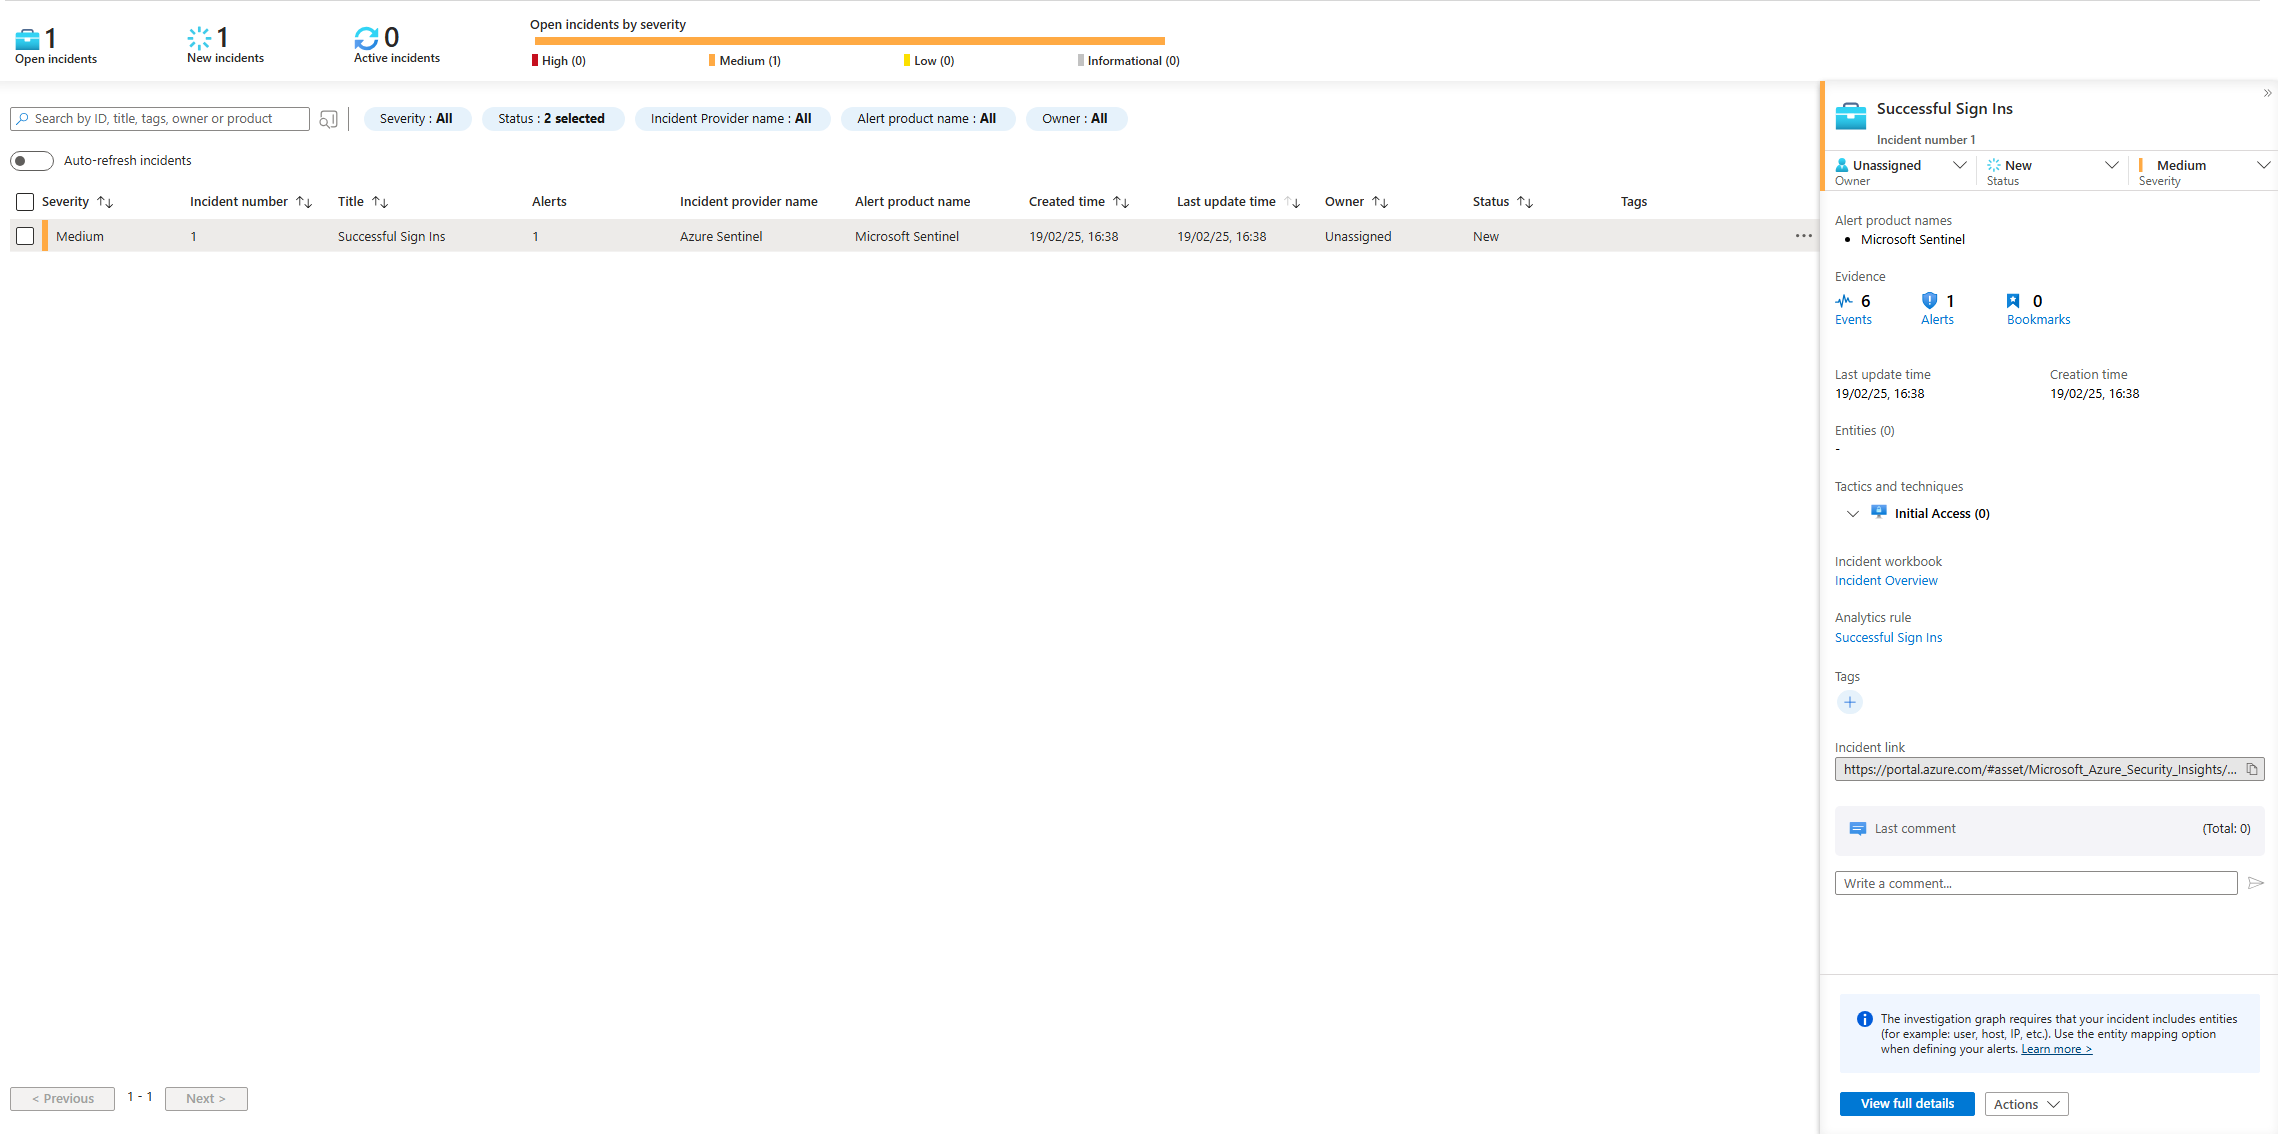 1
Open incidents
1
New incidents
0
Active incidents
Open incidents by severity
High (0)
Medium (1)
Low (0)
Informational (0)
Search by ID, title, tags, owner or product
Severity : All
Status : 2 selected
Incident Provider name : All
Alert product name : All
Owner : All
Auto-refresh incidents
Severity
Incident number
Title
Alerts
Incident provider name
Alert product name
Created time
Last update time
Owner
Status
Tags
Medium
1
Successful Sign Ins
1
Azure Sentinel
Microsoft Sentinel
19/02/25, 16:38
19/02/25, 16:38
Unassigned
New
< Previous
1 - 1
Next >
Successful Sign Ins
Incident number 1
Unassigned
Owner
New
Status
Medium
Severity
Alert product names
Microsoft Sentinel
Evidence
6
Events
1
Alerts
0
Bookmarks
Last update time
19/02/25, 16:38
Creation time
19/02/25, 16:38
Entities (0)
-
Tactics and techniques
Initial Access (0)
Incident workbook
Incident Overview
Analytics rule
Successful Sign Ins
Tags
Incident link
https://portal.azure.com/#asset/Microsoft_Azure_Security_Insights/...
Last comment
(Total: 0)
Write a comment...
The investigation graph requires that your incident includes entities
(for example: user, host, IP, etc.). Use the entity mapping option
when defining your alerts. Learn more >
View full details
Actions